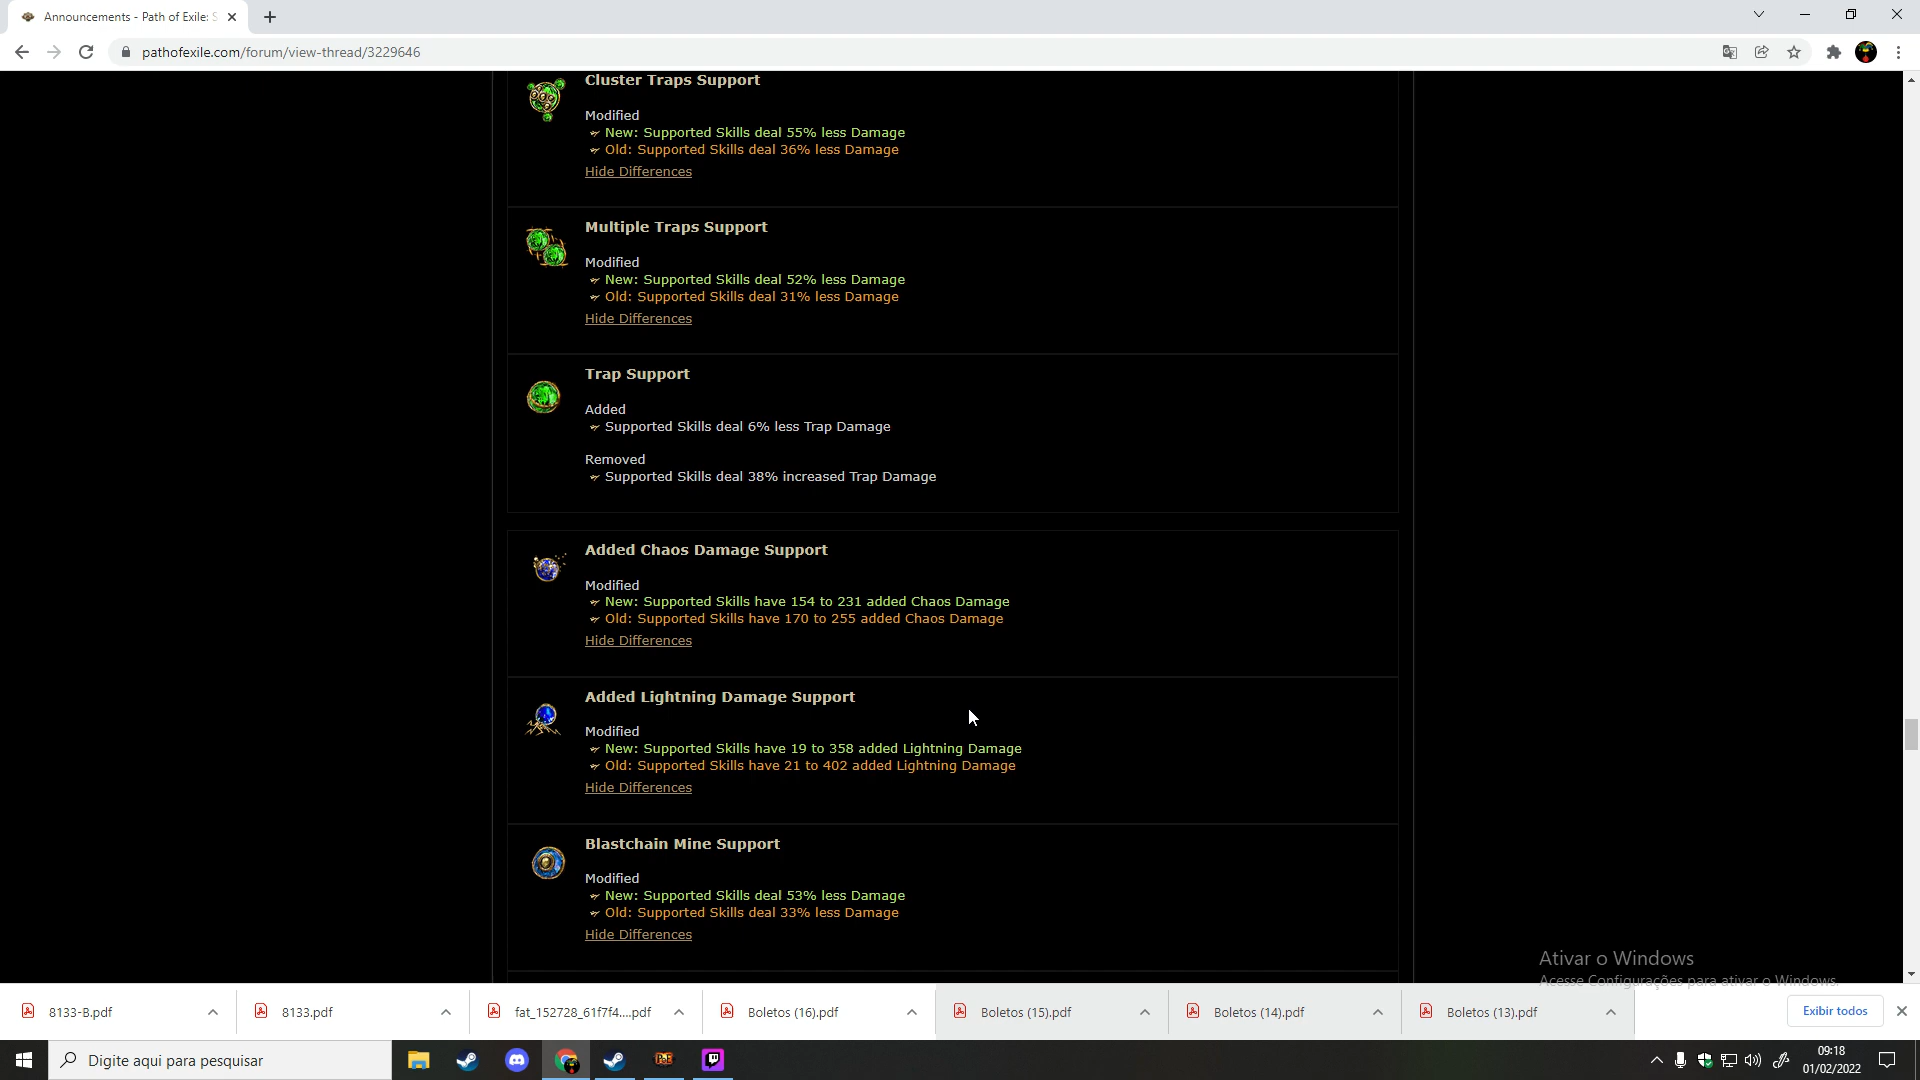 Announcements - Path of Exile: S
pathofexile.com/forum/view-thread/3229646
Cluster Traps Support
Modified
New: Supported Skills deal 55% less Damage
Old: Supported Skills deal 36% less Damage
Hide Differences
Multiple Traps Support
Modified
New: Supported Skills deal 52% less Damage
Old: Supported Skills deal 31% less Damage
Hide Differences
Trap Support
Added
Supported Skills deal 6% less Trap Damage
Removed
Supported Skills deal 38% increased Trap Damage
Added Chaos Damage Support
Modified
New: Supported Skills have 154 to 231 added Chaos Damage
Old: Supported Skills have 170 to 255 added Chaos Damage
Hide Differences
Added Lightning Damage Support
Modified
New: Supported Skills have 19 to 358 added Lightning Damage
Old: Supported Skills have 21 to 402 added Lightning Damage
Hide Differences
Blastchain Mine Support
Modified
New: Supported Skills deal 53% less Damage
Old: Supported Skills deal 33% less Damage
Hide Differences
Ativar o Windows
Acesse Configurações para ativar o Windows.
8133-B.pdf
8133.pdf
fat_152728_61f7f4....pdf
Boletos (16).pdf
Boletos (15).pdf
Boletos (14).pdf
Boletos (13).pdf
Exibir todos
Digite aqui para pesquisar
PoE
09:18
01/02/2022